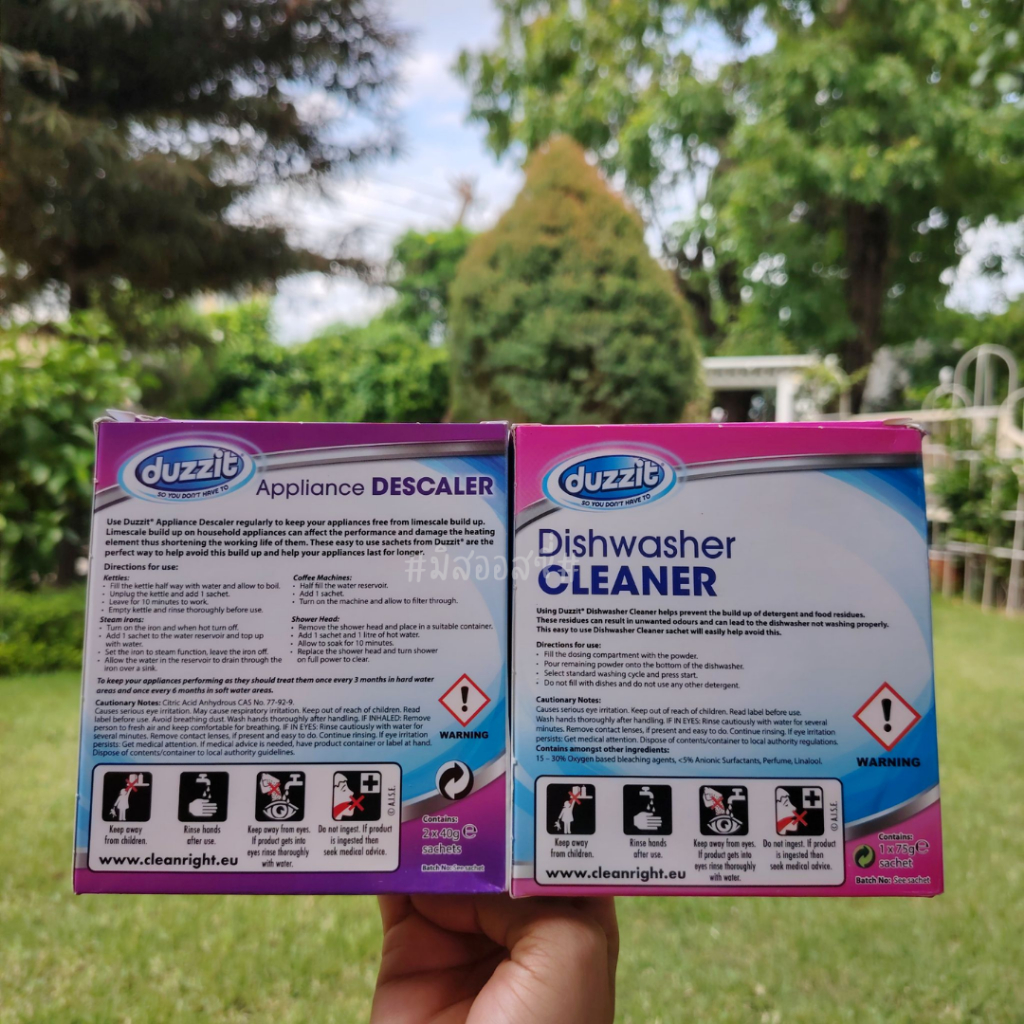 duzzit
SO YOU DON'T HAVE TO
Appliance DESCALER
Use Duzzit® Appliance Descaler regularly to keep your appliances free from limescale build up.
Limescale build up on household appliances can affect the performance and damage the heating
element thus shortening the working life of them. These easy to use sachets from Duzzit® are the
perfect way to help avoid this build up and help your appliances last for longer.
Directions for use:
Kettles:
- Fill the kettle half way with water and allow to boil.
- Unplug the kettle and add 1 sachet.
- Leave for 10 minutes to work.
- Empty kettle and rinse thoroughly before use.
Steam irons:
- Turn on the iron and when hot turn off.
- Add 1 sachet to the water reservoir and top up
with water.
- Set the iron to steam function, leave the iron off.
- Allow the water in the reservoir to drain through the
iron over a sink.
Coffee Machines:
- Half fill the water reservoir.
- Add 1 sachet.
- Turn on the machine and allow to filter through.
Shower Head:
- Remove the shower head and place in a suitable container.
- Add 1 sachet and 1 litre of hot water.
- Allow to soak for 10 minutes.
- Replace the shower head and turn shower
on full power to clear.
To keep your appliances performing as they should treat them once every 3 months in hard water
areas and once every 6 months in soft water areas.
Cautionary Notes: Citric Acid Anhydrous CAS No. 77-92-9.
Causes serious eye irritation. May cause respiratory irritation. Keep out of reach of children. Read
label before use. Avoid breathing dust. Wash hands thoroughly after handling. IF INHALED: Remove
person to fresh air and keep comfortable for breathing. IF IN EYES: Rinse cautiously with water for
several minutes. Remove contact lenses, if present and easy to do. Continue rinsing. If eye irritation
persists: Get medical attention. If medical advice is needed, have product container or label at hand.
Dispose of contents/container to local authority guidelines.
WARNING
Keep away
from children.
Rinse hands
after use.
Keep away from eyes.
If product gets into
eyes rinse thoroughly
with water.
Do not ingest. If product
is ingested then
seek medical advice.
© A.I.S.E.
www.cleanright.eu
Contains:
2 x 40g e
sachets
Batch No: See sachet
duzzit
SO YOU DON'T HAVE TO
Dishwasher
CLEANER
Using Duzzit® Dishwasher Cleaner helps prevent the build up of detergent and food residues.
These residues can result in unwanted odours and can lead to the dishwasher not washing properly.
This easy to use Dishwasher Cleaner sachet will easily help avoid this.
Directions for use:
- Fill the dosing compartment with the powder.
- Pour remaining powder onto the bottom of the dishwasher.
- Select standard washing cycle and press start.
- Do not fill with dishes and do not use any other detergent.
Cautionary Notes:
Causes serious eye irritation. Keep out of reach of children. Read label before use.
Wash hands thoroughly after handling. IF IN EYES: Rinse cautiously with water for several
minutes. Remove contact lenses, if present and easy to do. Continue rinsing. If eye irritation
persists: Get medical attention. Dispose of contents/container to local authority regulations.
Contains amongst other ingredients:
15 - 30% Oxygen based bleaching agents, <5% Anionic Surfactants, Perfume, Linalool.
WARNING
Keep away
from children.
Rinse hands
after use.
Keep away from eyes.
If product gets into
eyes rinse thoroughly
with water.
Do not ingest. If product
is ingested then
seek medical advice.
© A.I.S.E.
www.cleanright.eu
Contains:
1 x 75g e
sachet
Batch No: See sachet